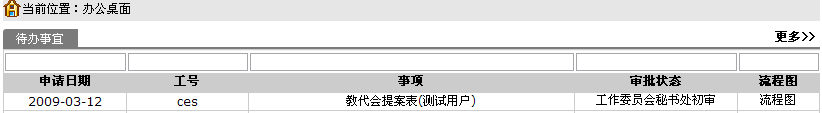 当前位置：办公桌面
待办事宜 更多>>
申请日期 工号 事项 审批状态 流程图
2009-03-12 ces 教代会提案表(测试用户) 工作委员会秘书处初审 流程图